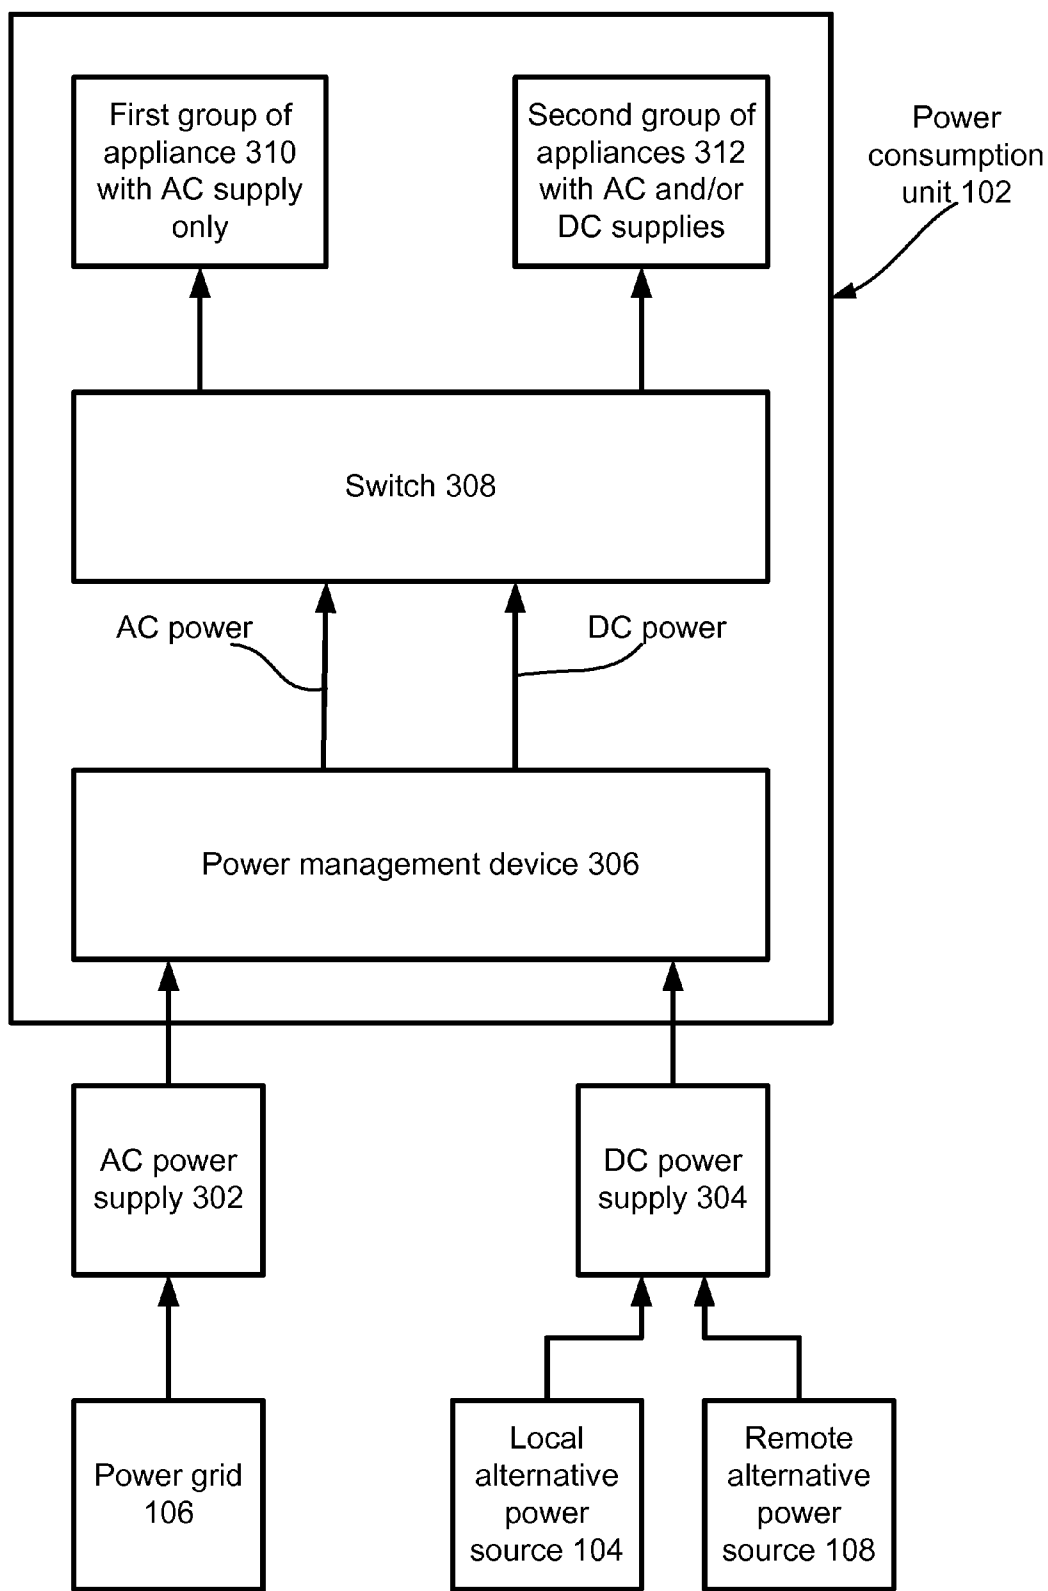 First group of
appliance 310
with AC supply
only
Second group of
appliances 312
with AC and/or
DC supplies
Power
consumption
unit 102
Switch 308
AC power
DC power
Power management device 306
AC power
supply 302
DC power
supply 304
Power grid
106
Local
alternative
power
source 104
Remote
alternative
power
source 108